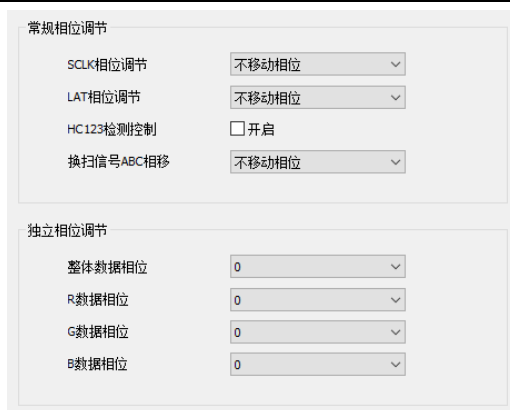 常规相位调节
SCLK相位调节 不移动相位
LAT相位调节 不移动相位
HC123检测控制 开启
换扫信号ABC相移 不移动相位
独立相位调节
整体数据相位 0
R数据相位 0
G数据相位 0
B数据相位 0